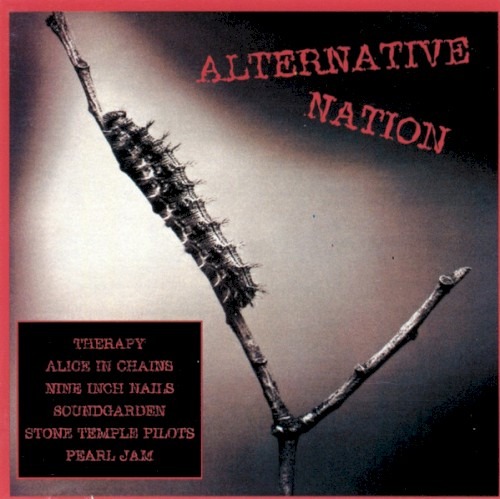 ALTERNATIVE
NATION
THERAPY
ALICE IN CHAINS
NINE INCH NAILS
SOUNDGARDEN
STONE TEMPLE PILOTS
PEARL JAM